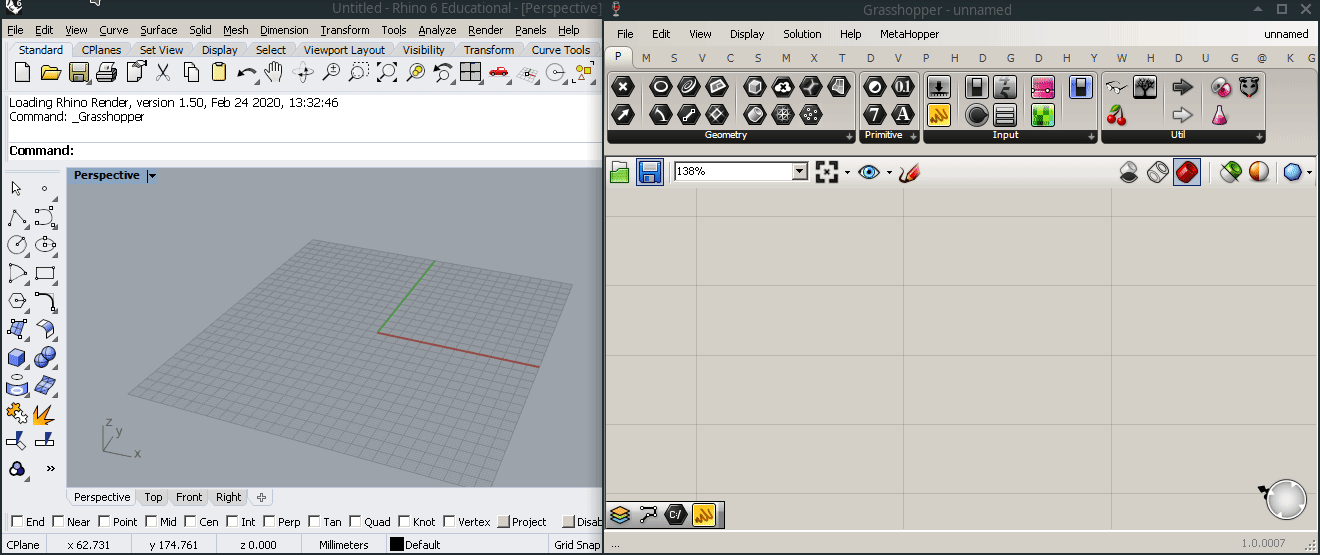 Untitled - Rhino 6 Educational - [Perspective]
File Edit View Curve Surface Solid Mesh Dimension Transform Tools Analyze Render Panels Help
Standard CPlanes Set View Display Select Viewport Layout Visibility Transform Curve Tools
Loading Rhino Render, version 1.50, Feb 24 2020, 13:32:46
Command: _Grasshopper
Command:
Perspective
z
y
x
Perspective Top Front Right
End Near Point Mid Cen Int Perp Tan Quad Knot Vertex Project Disab
CPlane x 62.731 y 174.761 z 0.000 Millimeters Default Grid Snap
Grasshopper - unnamed
File Edit View Display Solution Help MetaHopper unnamed
P M S V C S M X T D V P F D G D H Y W H D U G @ K G
7 0.1 A
Geometry Primitive Input Util
138%
C:/
... 1.0.0007